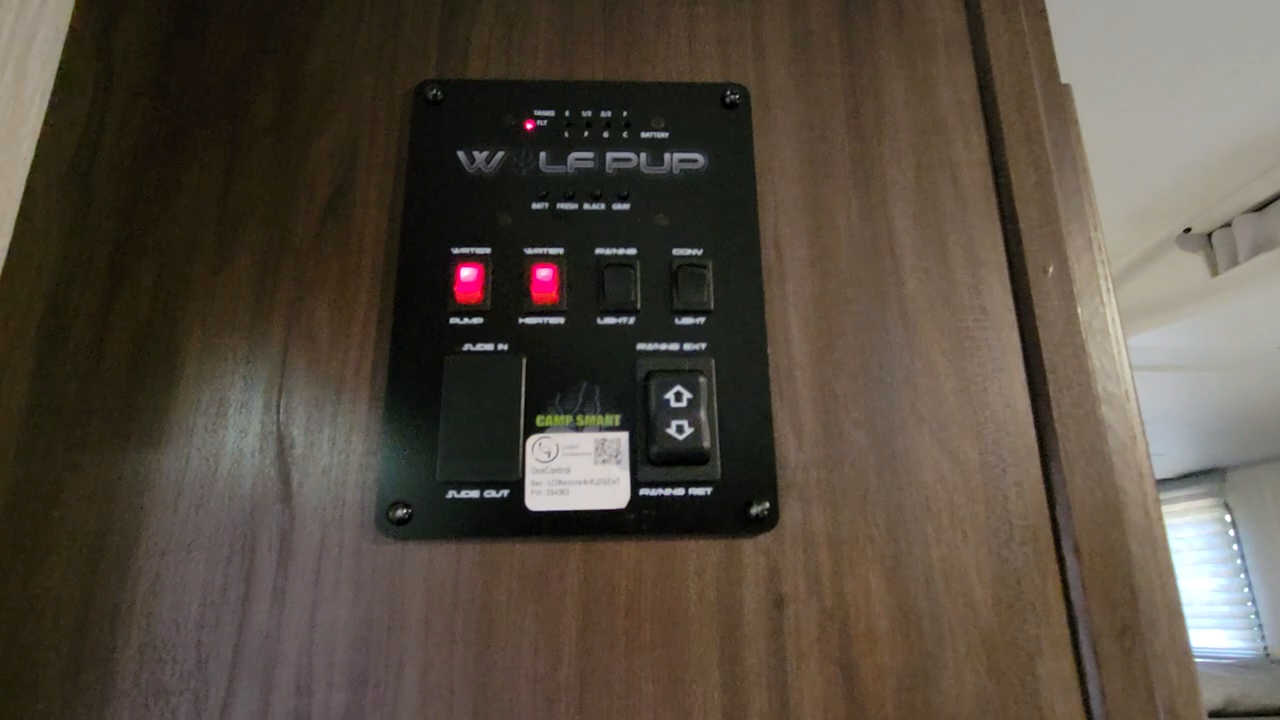 TANKS E 1/3 2/3 F
FLT
L F G C BATTERY
WOLF PUP
BATT FRESH BLACK GRAY
WATER WATER AWNING CONV
PUMP HEATER LIGHTS LIGHT
SLIDE IN AWNING EXT
CAMP SMART
OneControl
SLIDE OUT AWNING RET